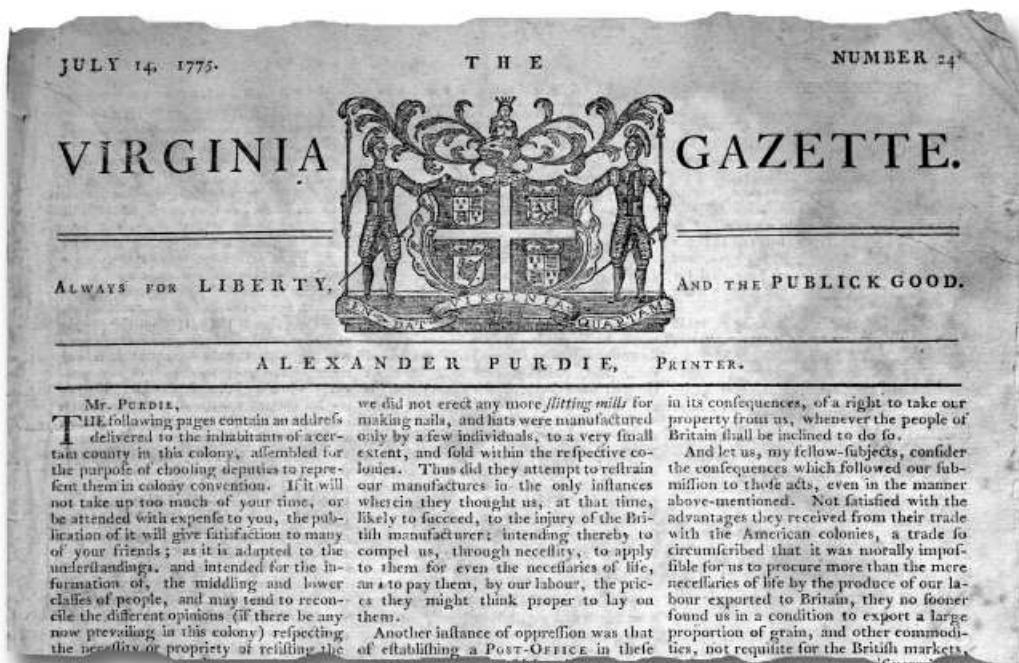 JULY 14, 1775.
THE
NUMBER 24
VIRGINIA GAZETTE.
ALWAYS FOR LIBERTY, AND THE PUBLICK GOOD.
EN DAT VIRGINIA QUARTAM
ALEXANDER PURDIE, PRINTER.
Mr. PURDIE,
THE following pages contain an addreſs
delivered to the inhabitants of a cer-
tain county in this colony, aſſembled for
the purpoſe of chooſing deputies to repre-
ſent them in colony convention. If it will
not take up too much of your time, or
be attended with expenſe to you, the pub-
lication of it will give ſatisfaction to many
of your friends; as it is adapted to the
underſtandings, and intended for the in-
formation of, the middling and lower
claſſes of people, and may tend to recon-
cile the different opinions (if there be any
now prevailing in this colony) reſpecting
the neceſſity or propriety of reſiſting the
we did not erect any more ſlitting mills for
making nails, and hats were manufactured
only by a few individuals, to a very ſmall
extent, and ſold within the reſpective co-
lonies. Thus did they attempt to reſtrain
our manufactures in the only inſtances
wherein they thought us, at that time,
likely to ſucceed, to the injury of the Bri-
tiſh manufacturer; intending thereby to
compel us, through neceſſity, to apply
to them for even the neceſſaries of life,
and to pay them, by our labour, the pric-
es they might think proper to lay on
them.
Another inſtance of oppreſſion was that
of eſtabliſhing a POST-OFFICE in theſe
in its conſequences, of a right to take our
property from us, whenever the people of
Britain ſhall be inclined to do ſo.
And let us, my fellow-ſubjects, conſider
the conſequences which followed our ſub-
miſſion to thoſe acts, even in the manner
above-mentioned. Not ſatisfied with the
advantages they received from their trade
with the American colonies, a trade ſo
circumſcribed that it was morally impoſ-
ſible for us to procure more than the mere
neceſſaries of life by the produce of our la-
bour exported to Britain, they no ſooner
found us in a condition to export a large
proportion of grain, and other commodi-
ties, not requiſite for the Britiſh markets,